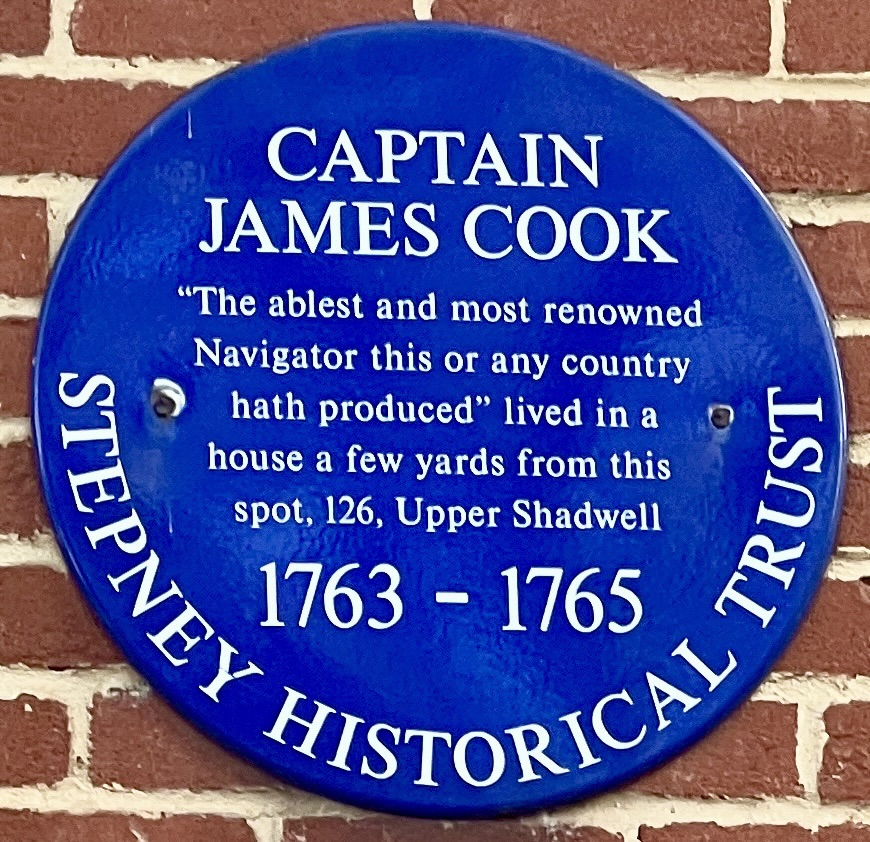 CAPTAIN
JAMES COOK
“The ablest and most renowned
Navigator this or any country
hath produced” lived in a
house a few yards from this
spot, 126, Upper Shadwell
1763 - 1765
STEPNEY HISTORICAL TRUST